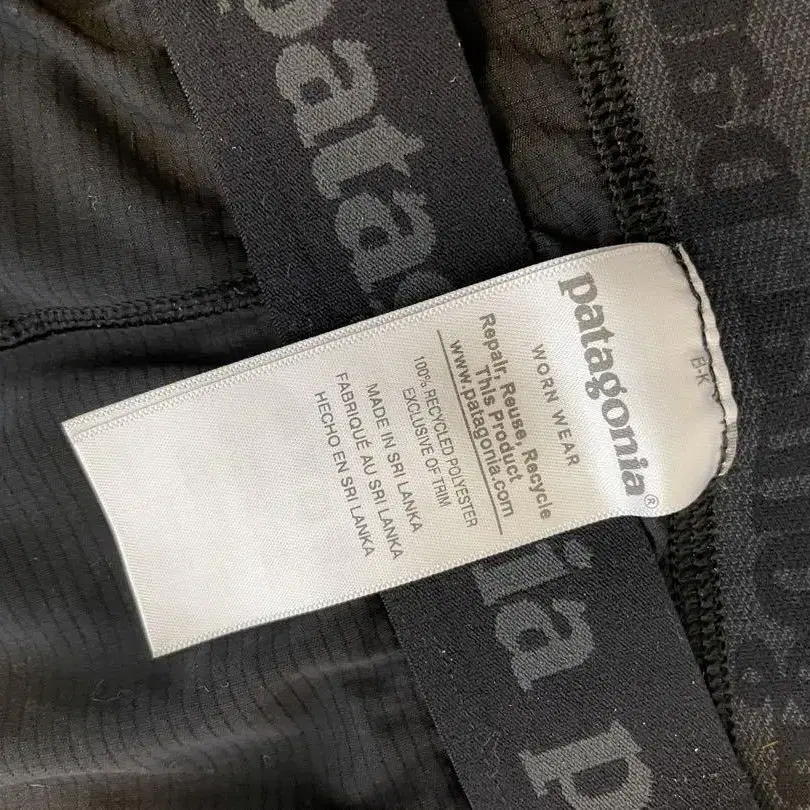 patagonia
patagonia®
B-K
WORN WEAR
Repair, Reuse, Recycle
This Product
www.patagonia.com
100% RECYCLED POLYESTER
EXCLUSIVE OF TRIM
MADE IN SRI LANKA
FABRIQUÉ AU SRI LANKA
HECHO EN SRI LANKA